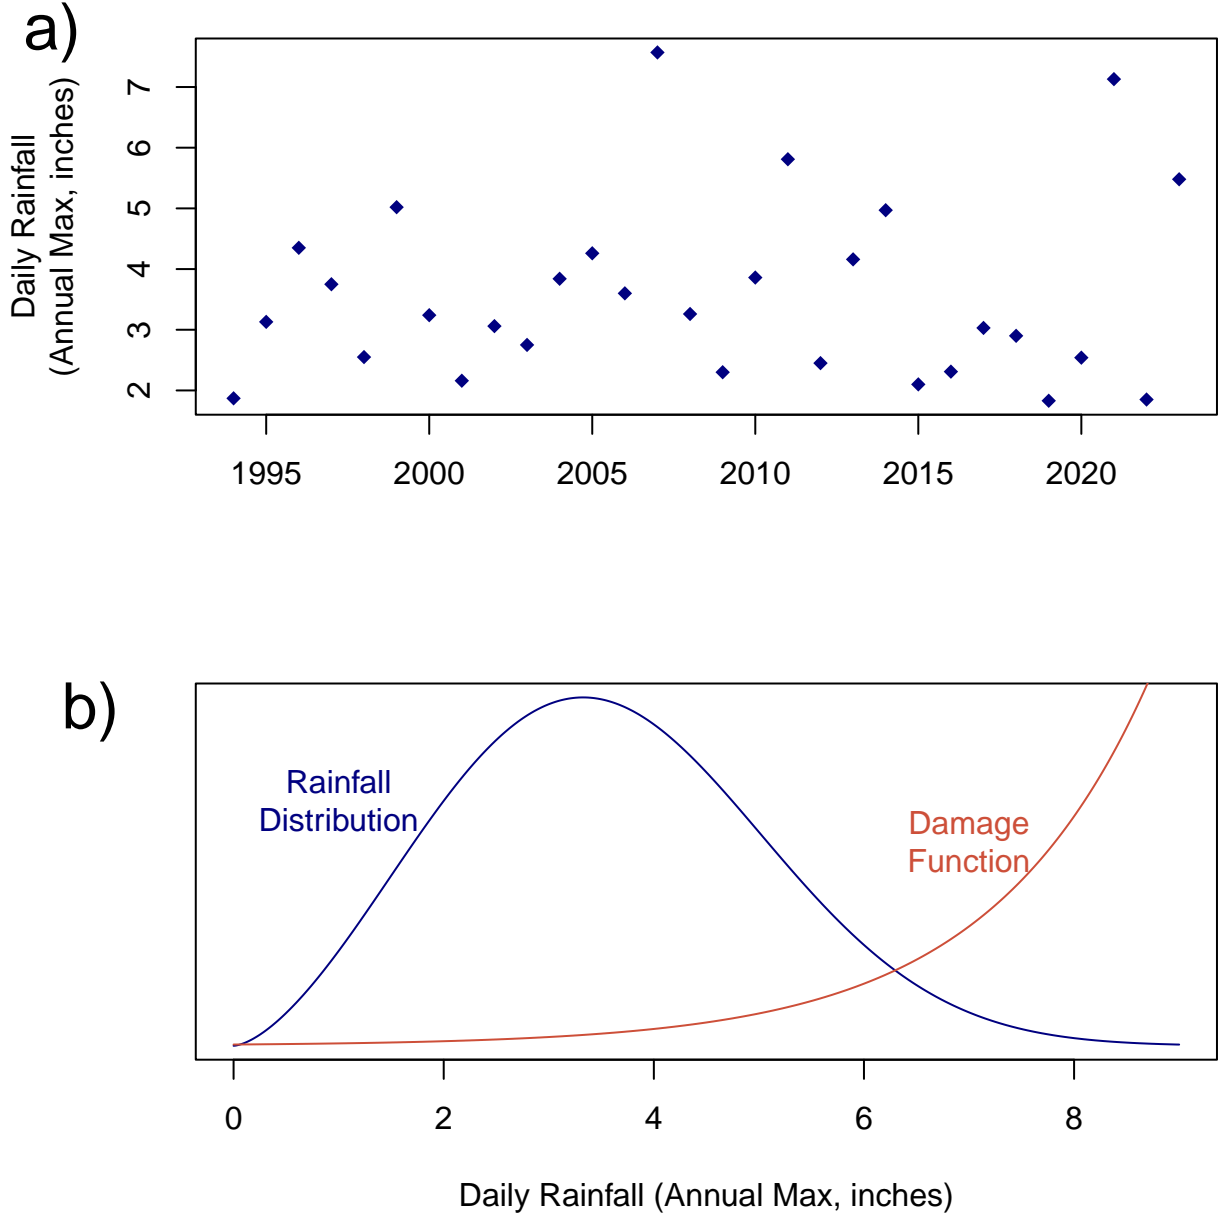 a)
Daily Rainfall
(Annual Max, inches)
7
6
5
4
3
2
1995 2000 2005 2010 2015 2020
b)
Rainfall
Distribution
Damage
Function
0 2 4 6 8
Daily Rainfall (Annual Max, inches)